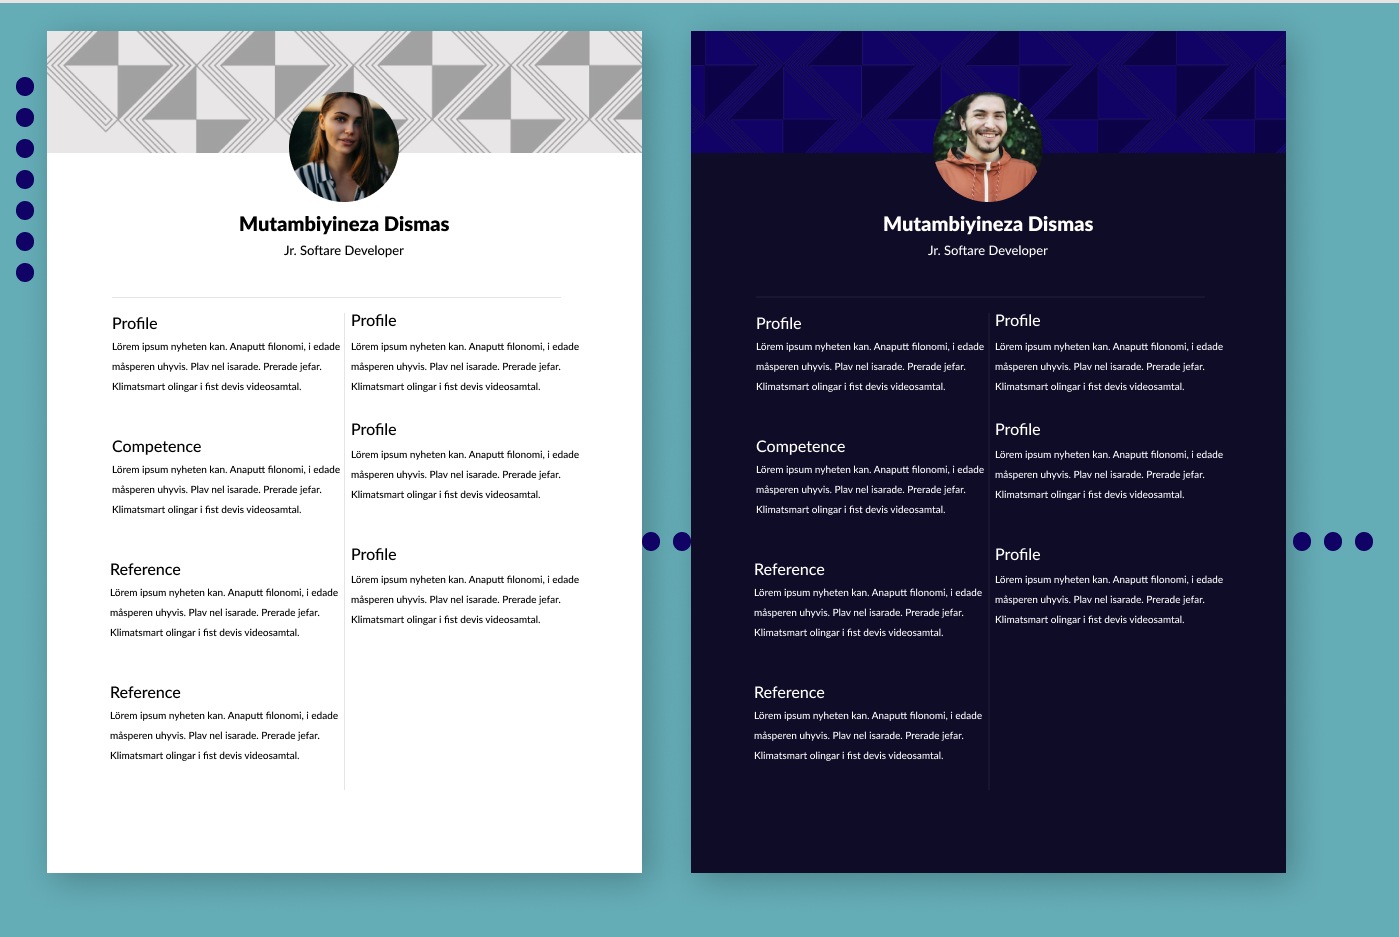 Mutambiyineza Dismas
Jr. Softare Developer
Profile
Lörem ipsum nyheten kan. Anaputt filonomi, i edade
måsperen uhyvis. Plav nel isarade. Prerade jefar.
Klimatsmart olingar i fist devis videosamtal.
Competence
Lörem ipsum nyheten kan. Anaputt filonomi, i edade
måsperen uhyvis. Plav nel isarade. Prerade jefar.
Klimatsmart olingar i fist devis videosamtal.
Reference
Lörem ipsum nyheten kan. Anaputt filonomi, i edade
måsperen uhyvis. Plav nel isarade. Prerade jefar.
Klimatsmart olingar i fist devis videosamtal.
Reference
Lörem ipsum nyheten kan. Anaputt filonomi, i edade
måsperen uhyvis. Plav nel isarade. Prerade jefar.
Klimatsmart olingar i fist devis videosamtal.
Profile
Lörem ipsum nyheten kan. Anaputt filonomi, i edade
måsperen uhyvis. Plav nel isarade. Prerade jefar.
Klimatsmart olingar i fist devis videosamtal.
Profile
Lörem ipsum nyheten kan. Anaputt filonomi, i edade
måsperen uhyvis. Plav nel isarade. Prerade jefar.
Klimatsmart olingar i fist devis videosamtal.
Profile
Lörem ipsum nyheten kan. Anaputt filonomi, i edade
måsperen uhyvis. Plav nel isarade. Prerade jefar.
Klimatsmart olingar i fist devis videosamtal.
Mutambiyineza Dismas
Jr. Softare Developer
Profile
Lörem ipsum nyheten kan. Anaputt filonomi, i edade
måsperen uhyvis. Plav nel isarade. Prerade jefar.
Klimatsmart olingar i fist devis videosamtal.
Competence
Lörem ipsum nyheten kan. Anaputt filonomi, i edade
måsperen uhyvis. Plav nel isarade. Prerade jefar.
Klimatsmart olingar i fist devis videosamtal.
Reference
Lörem ipsum nyheten kan. Anaputt filonomi, i edade
måsperen uhyvis. Plav nel isarade. Prerade jefar.
Klimatsmart olingar i fist devis videosamtal.
Reference
Lörem ipsum nyheten kan. Anaputt filonomi, i edade
måsperen uhyvis. Plav nel isarade. Prerade jefar.
Klimatsmart olingar i fist devis videosamtal.
Profile
Lörem ipsum nyheten kan. Anaputt filonomi, i edade
måsperen uhyvis. Plav nel isarade. Prerade jefar.
Klimatsmart olingar i fist devis videosamtal.
Profile
Lörem ipsum nyheten kan. Anaputt filonomi, i edade
måsperen uhyvis. Plav nel isarade. Prerade jefar.
Klimatsmart olingar i fist devis videosamtal.
Profile
Lörem ipsum nyheten kan. Anaputt filonomi, i edade
måsperen uhyvis. Plav nel isarade. Prerade jefar.
Klimatsmart olingar i fist devis videosamtal.